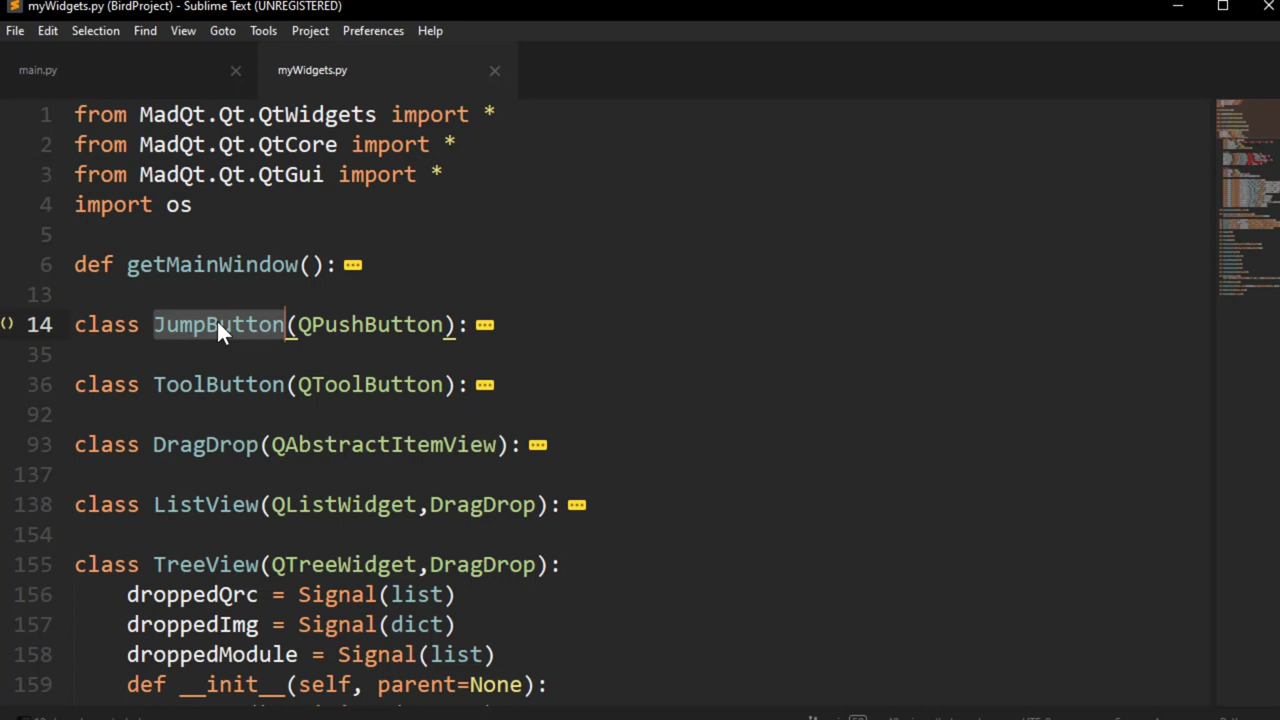 myWidgets.py (BirdProject) - Sublime Text (UNREGISTERED)
File Edit Selection Find View Goto Tools Project Preferences Help
main.py myWidgets.py
1 from MadQt.Qt.QtWidgets import *
2 from MadQt.Qt.QtCore import *
3 from MadQt.Qt.QtGui import *
4 import os
5
6 def getMainWindow():
13
14 class JumpButton(QPushButton):
35
36 class ToolButton(QToolButton):
92
93 class DragDrop(QAbstractItemView):
137
138 class ListView(QListWidget,DragDrop):
154
155 class TreeView(QTreeWidget,DragDrop):
156 droppedQrc = Signal(list)
157 droppedImg = Signal(dict)
158 droppedModule = Signal(list)
159 def __init__(self, parent=None):